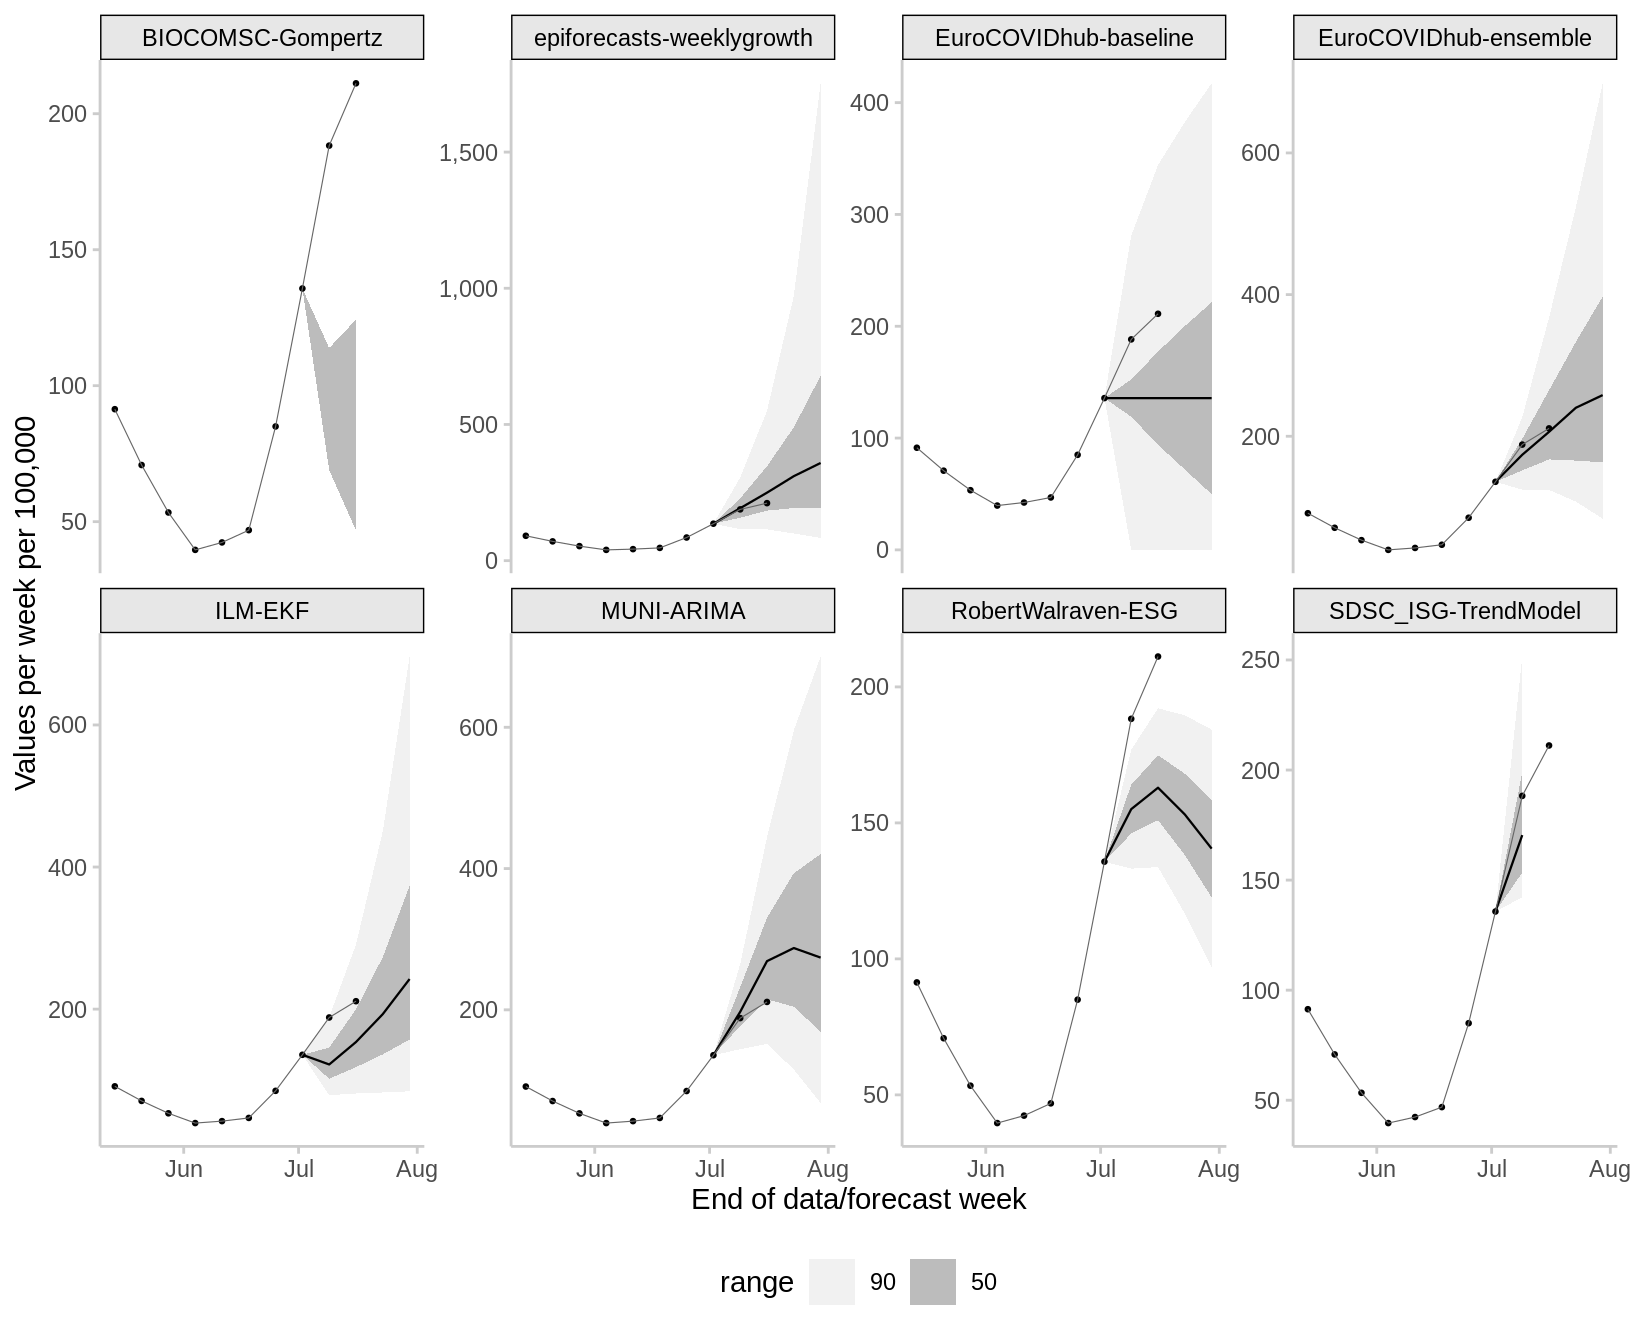 BIOCOMSC-Gompertz
epiforecasts-weeklygrowth
EuroCOVIDhub-baseline
EuroCOVIDhub-ensemble
200
150
100
50
1,500
1,000
500
0
400
300
200
100
0
600
400
200
Values per week per 100,000
ILM-EKF
MUNI-ARIMA
RobertWalraven-ESG
SDSC_ISG-TrendModel
600
400
200
600
400
200
200
150
100
50
250
200
150
100
50
Jun Jul Aug
Jun Jul Aug
Jun Jul Aug
Jun Jul Aug
End of data/forecast week
range 90 50